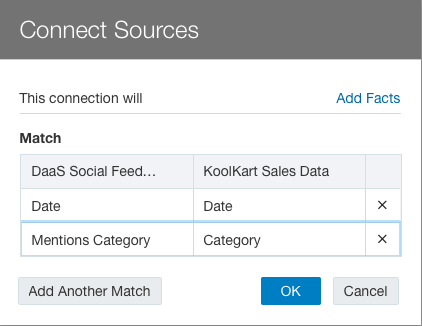 Connect Sources
This connection will Add Facts
Match
DaaS Social Feed… KoolKart Sales Data
Date Date ×
Mentions Category Category ×
Add Another Match OK Cancel